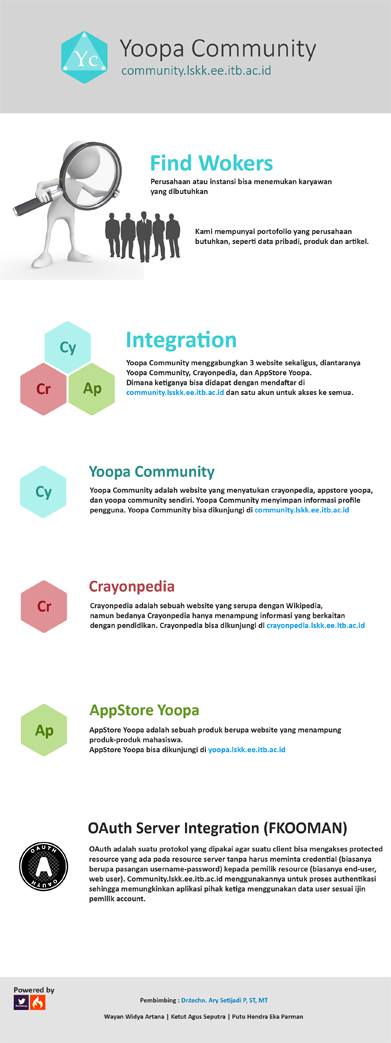 Yc
Yoopa Community
community.lskk.ee.itb.ac.id
Find Wokers
Perusahaan atau instansi bisa menemukan karyawan
yang dibutuhkan
Kami mempunyai portofolio yang perusahaan
butuhkan, seperti data pribadi, produk dan artikel.
Cy
Cr
Ap
Integration
Yoopa Community menggabungkan 3 website sekaligus, diantaranya
Yoopa Community, Crayonpedia, dan AppStore Yoopa.
Dimana ketiganya bisa didapat dengan mendaftar di
community.lsskk.ee.itb.ac.id dan satu akun untuk akses ke semua.
Cy
Yoopa Community
Yoopa Community adalah website yang menyatukan crayonpedia, appstore yoopa,
dan yoopa community sendiri. Yoopa Community menyimpan informasi profile
pengguna. Yoopa Community bisa dikunjungi di community.lskk.ee.itb.ac.id
Cr
Crayonpedia
Crayonpedia adalah sebuah website yang serupa dengan Wikipedia,
namun bedanya Crayonpedia hanya menampung informasi yang berkaitan
dengan pendidikan. Crayonpedia bisa dikunjungi di crayonpedia.lskk.ee.itb.ac.id
Ap
AppStore Yoopa
AppStore Yoopa adalah sebuah produk berupa website yang menampung
produk-produk mahasiswa.
AppStore Yoopa bisa dikunjungi di yoopa.lskk.ee.itb.ac.id
OAUTH
A
OAUTH
OAuth Server Integration (FKOOMAN)
OAuth adalah suatu protokol yang dipakai agar suatu client bisa mengakses protected
resource yang ada pada resource server tanpa harus meminta credential (biasanya
berupa pasangan username-password) kepada pemilik resource (biasanya end-user,
web user). Community.lskk.ee.itb.ac.id menggunakannya untuk proses authentikasi
sehingga memungkinkan aplikasi pihak ketiga menggunakan data user sesuai ijin
pemilik account.
Powered by
Pembimbing : Dr.techn. Ary Setijadi P, ST, MT
Wayan Widya Artana | Ketut Agus Seputra | Putu Hendra Eka Parman